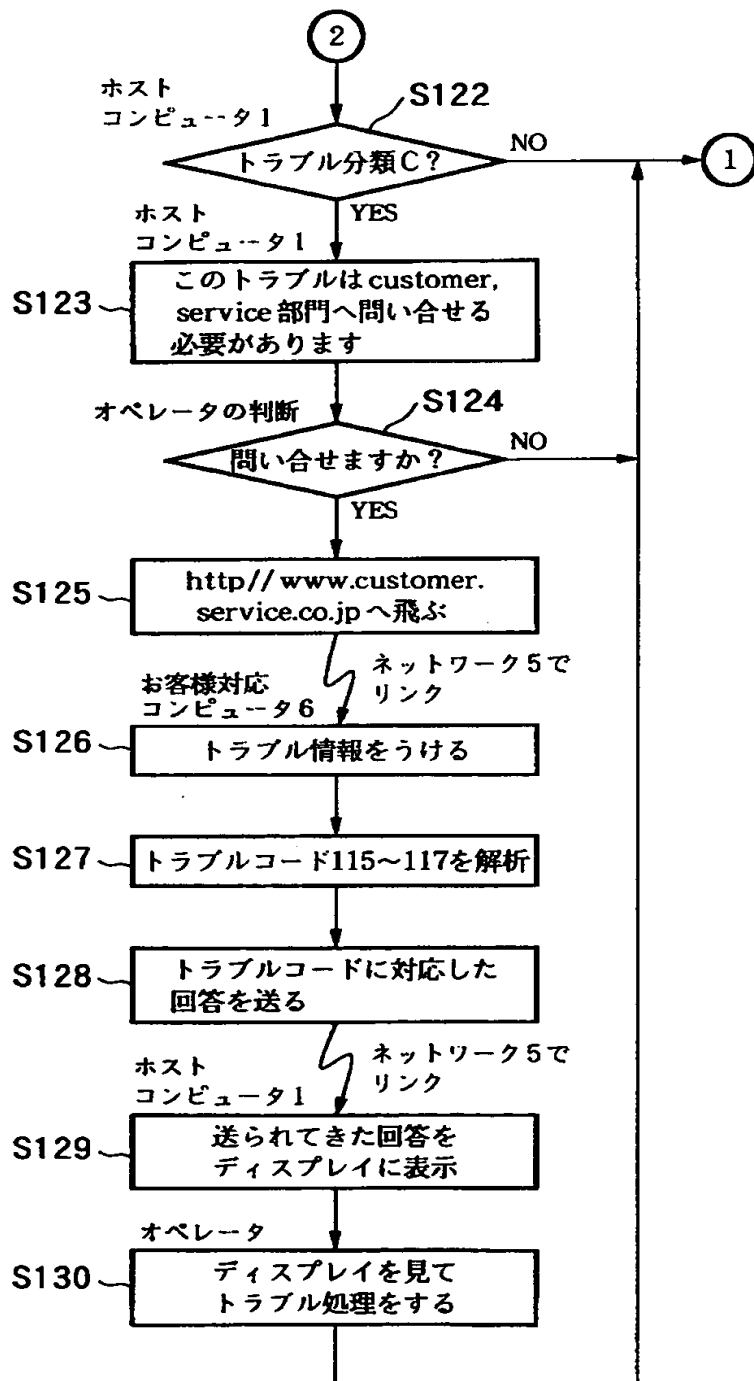 2
ホスト
コンピュータ1
S122
トラブル分類C?
NO
1
YES
ホスト
コンピュータ1
S123
このトラブルはcustomer,
service部門へ問い合せる
必要があります
オペレータの判断
S124
問い合せますか?
NO
YES
S125
http//www.customer.
service.co.jpへ飛ぶ
ネットワーク5で
リンク
お客様対応
コンピュータ6
S126
トラブル情報をうける
S127
トラブルコード115~117を解析
S128
トラブルコードに対応した
回答を送る
ネットワーク5で
リンク
ホスト
コンピュータ1
S129
送られてきた回答を
ディスプレイに表示
オペレータ
S130
ディスプレイを見て
トラブル処理をする